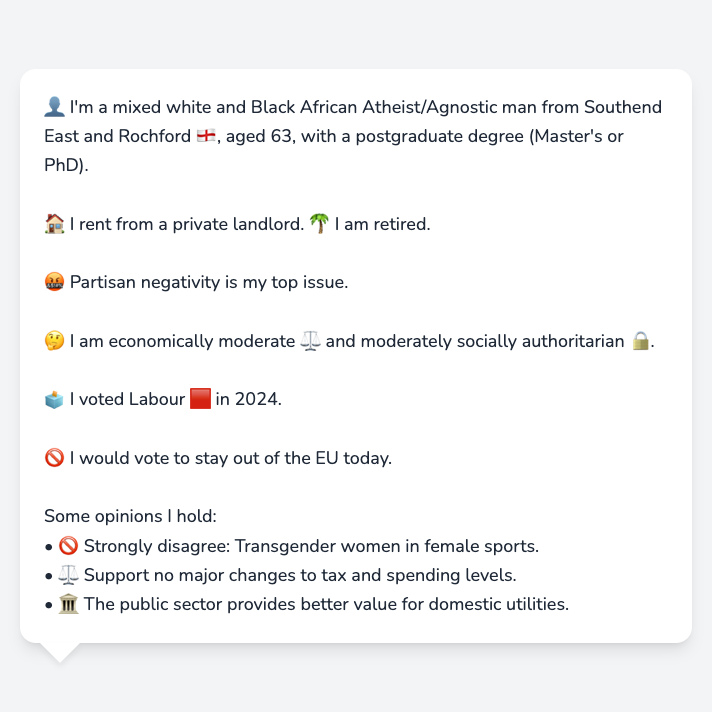 👤 I'm a mixed white and Black African Atheist/Agnostic man from Southend
East and Rochford 🏴󠁧󠁢󠁥󠁮󠁧󠁿, aged 63, with a postgraduate degree (Master's or
PhD).
🏠 I rent from a private landlord. 🌴 I am retired.
🤬 Partisan negativity is my top issue.
🤔 I am economically moderate ⚖️ and moderately socially authoritarian 🔒.
🗳️ I voted Labour 🟥 in 2024.
🚫 I would vote to stay out of the EU today.
Some opinions I hold:
• 🚫 Strongly disagree: Transgender women in female sports.
• ⚖️ Support no major changes to tax and spending levels.
• 🏛️ The public sector provides better value for domestic utilities.